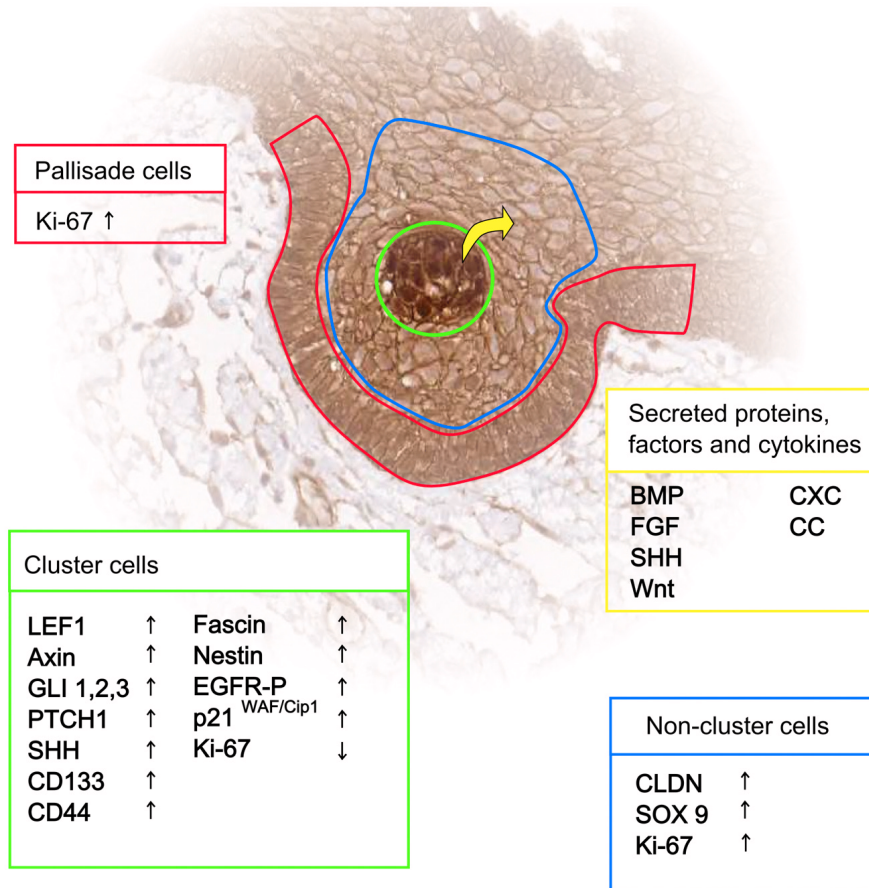 Pallisade cells
Ki-67 ↑
Secreted proteins,
factors and cytokines
BMP CXC
FGF CC
SHH
Wnt
Cluster cells
LEF1 ↑ Fascin ↑
Axin ↑ Nestin ↑
GLI 1,2,3 ↑ EGFR-P ↑
PTCH1 ↑ p21 WAF/Cip1 ↑
SHH ↑ Ki-67 ↓
CD133 ↑
CD44 ↑
Non-cluster cells
CLDN ↑
SOX 9 ↑
Ki-67 ↑